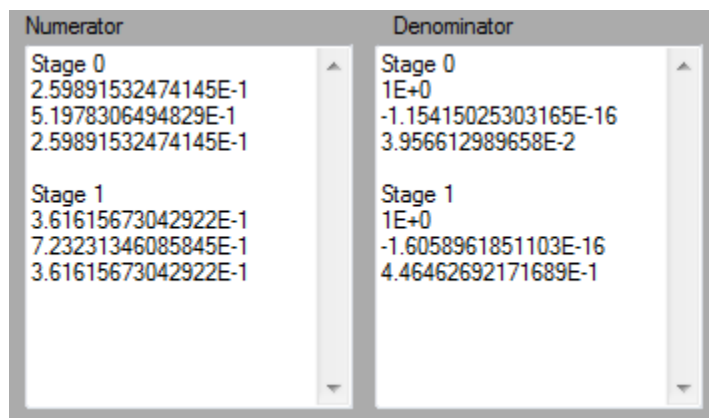 Numerator
Stage 0
2.59891532474145E-1
5.1978306494829E-1
2.59891532474145E-1
Stage 1
3.61615673042922E-1
7.23231346085845E-1
3.61615673042922E-1
Denominator
Stage 0
1E+0
-1.15415025303165E-16
3.956612989658E-2
Stage 1
1E+0
-1.6058961851103E-16
4.46462692171689E-1